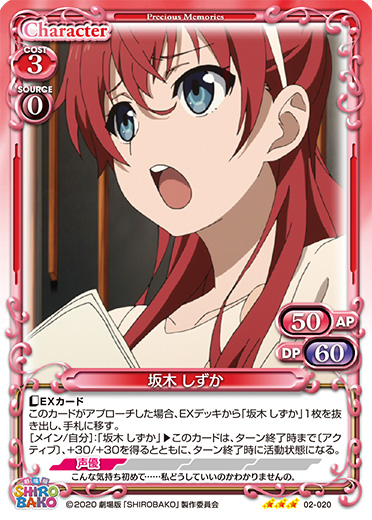 Precious Memories
Character
COST
3
SOURCE
0
50 AP
DP 60
坂木 しずか
EXカード
このカードがアプローチした場合、EXデッキから「坂木 しずか」1枚を抜
き出し、手札に移す。
[メイン/自分]:「坂木 しずか」▶このカードは、ターン終了時まで〔アク
ティブ〕、+30/+30を得るとともに、ターン終了時に活動状態になる。
声優
こんな気持ち初めて……私どうしていいのかわかりませんの。
劇場版
SHIRO
BAKO
©2020 劇場版「SHIROBAKO」製作委員会
★★★ 02-020